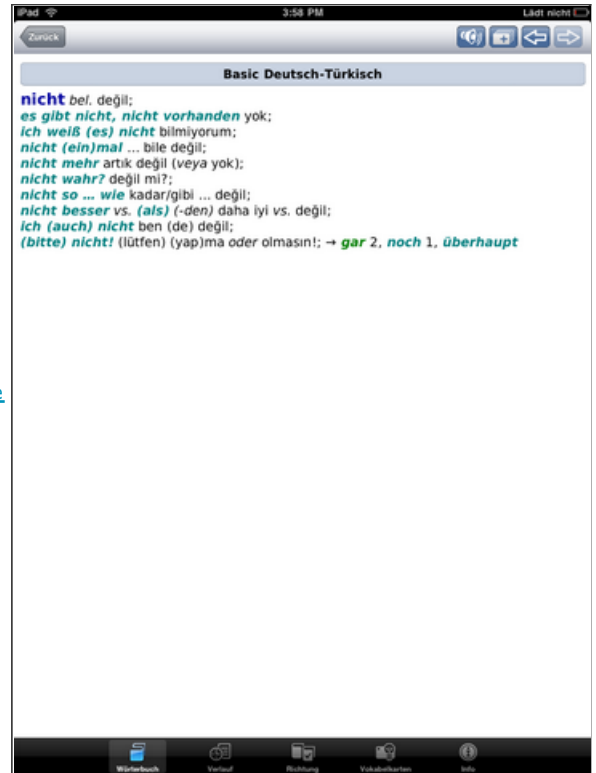 iPad 3:58 PM Lädt nicht
Zurück
Basic Deutsch-Türkisch
nicht bel. değil;
es gibt nicht, nicht vorhanden yok;
ich weiß (es) nicht bilmiyorum;
nicht (ein)mal ... bile değil;
nicht mehr artık değil (veya yok);
nicht wahr? değil mi?;
nicht so ... wie kadar/gibi ... değil;
nicht besser vs. (als) (-den) daha iyi vs. değil;
ich (auch) nicht ben (de) değil;
(bitte) nicht! (lütfen) (yap)ma oder olmasın!; → gar 2, noch 1, überhaupt
Wörterbuch Verlauf Richtung Vokabelkarten Info